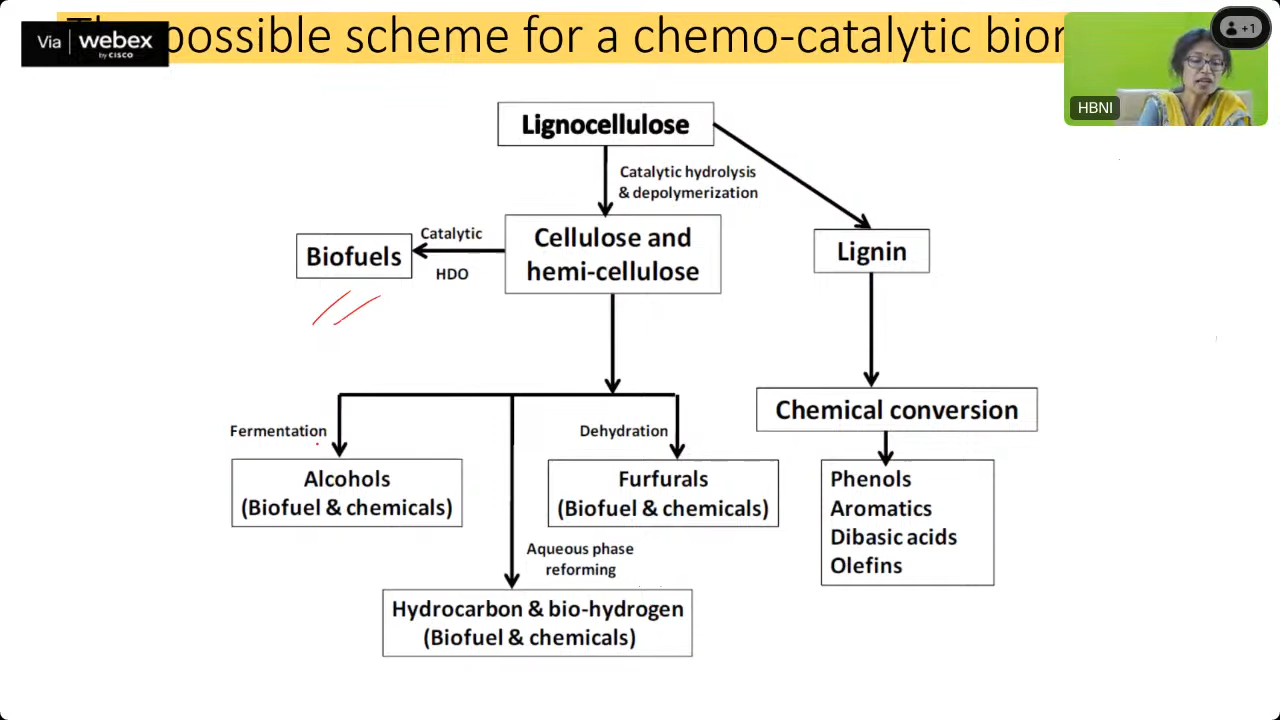 possible scheme for a chemo-catalytic
Via webex
by CISCO
+1
HBNI
Lignocellulose
Catalytic hydrolysis
& depolymerization
Catalytic
HDO
Biofuels
Cellulose and
hemi-cellulose
Lignin
Fermentation
Dehydration
Chemical conversion
Alcohols
(Biofuel & chemicals)
Furfurals
(Biofuel & chemicals)
Phenols
Aromatics
Dibasic acids
Olefins
Aqueous phase
reforming
Hydrocarbon & bio-hydrogen
(Biofuel & chemicals)